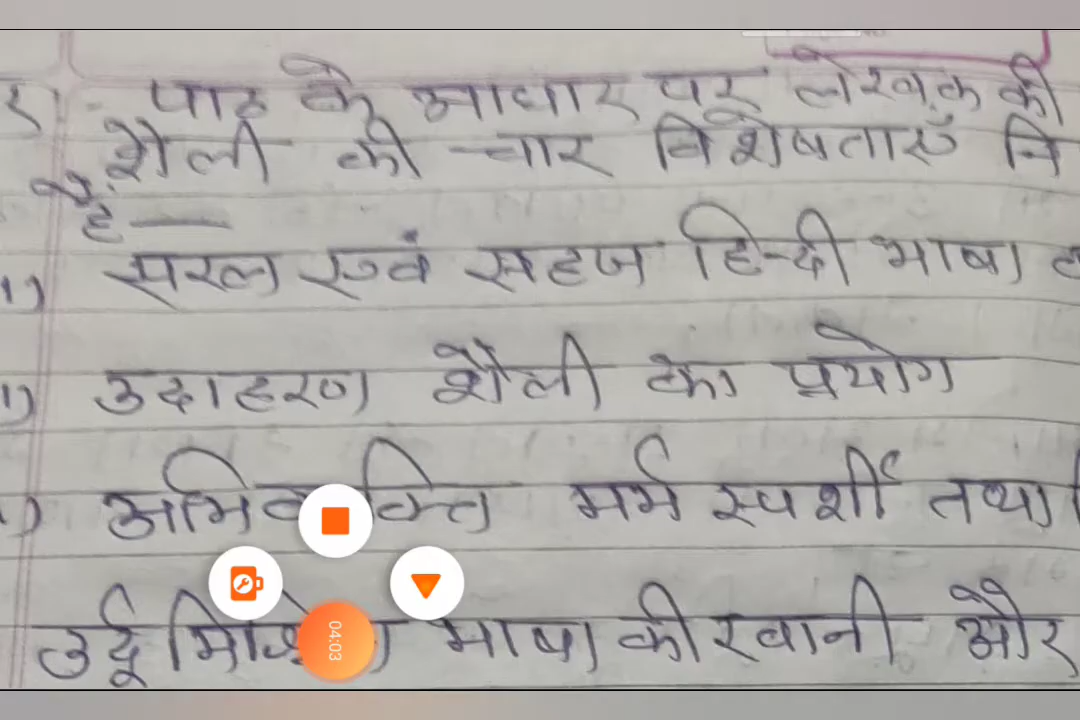 पाठ के आधार पर लेखक की
शैली की चार विशेषताएँ
हैं —
सरल एवं सहज हिन्दी भाषा
उदाहरण शैली का प्रयोग
मर्म स्पर्शी तथा
उर्दू भाषा की रवानी और
04:03